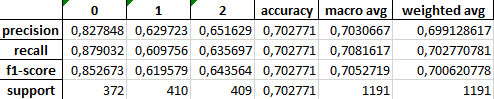 0 1 2 accuracy macro avg weighted avg
precision 0,827848 0,629723 0,651629 0,702771 0,7030667 0,699128617
recall 0,879032 0,609756 0,635697 0,702771 0,7081617 0,702770781
f1-score 0,852673 0,619579 0,643564 0,702771 0,7052719 0,700620778
support 372 410 409 0,702771 1191 1191